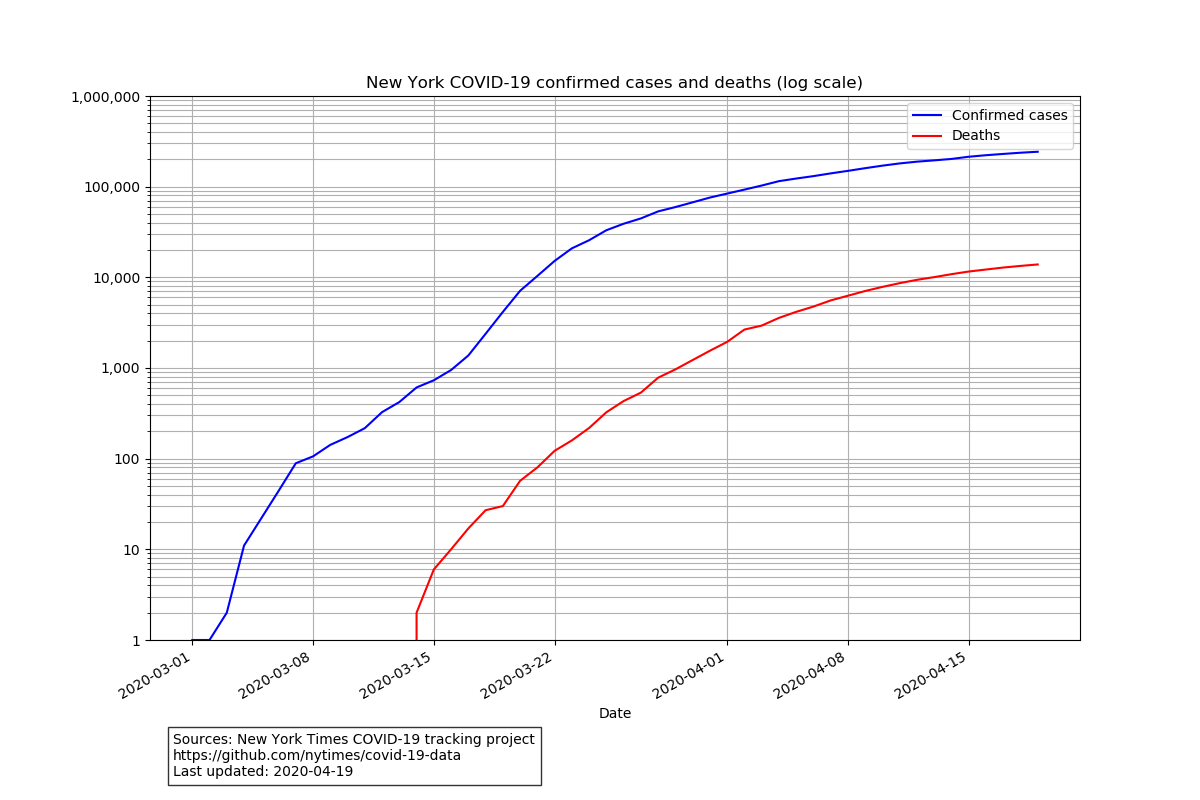 New York COVID-19 confirmed cases and deaths (log scale)
1,000,000
100,000
10,000
1,000
100
10
1
Confirmed cases
Deaths
2020-03-01
2020-03-08
2020-03-15
2020-03-22
2020-04-01
2020-04-08
2020-04-15
Date
Sources: New York Times COVID-19 tracking project
https://github.com/nytimes/covid-19-data
Last updated: 2020-04-19